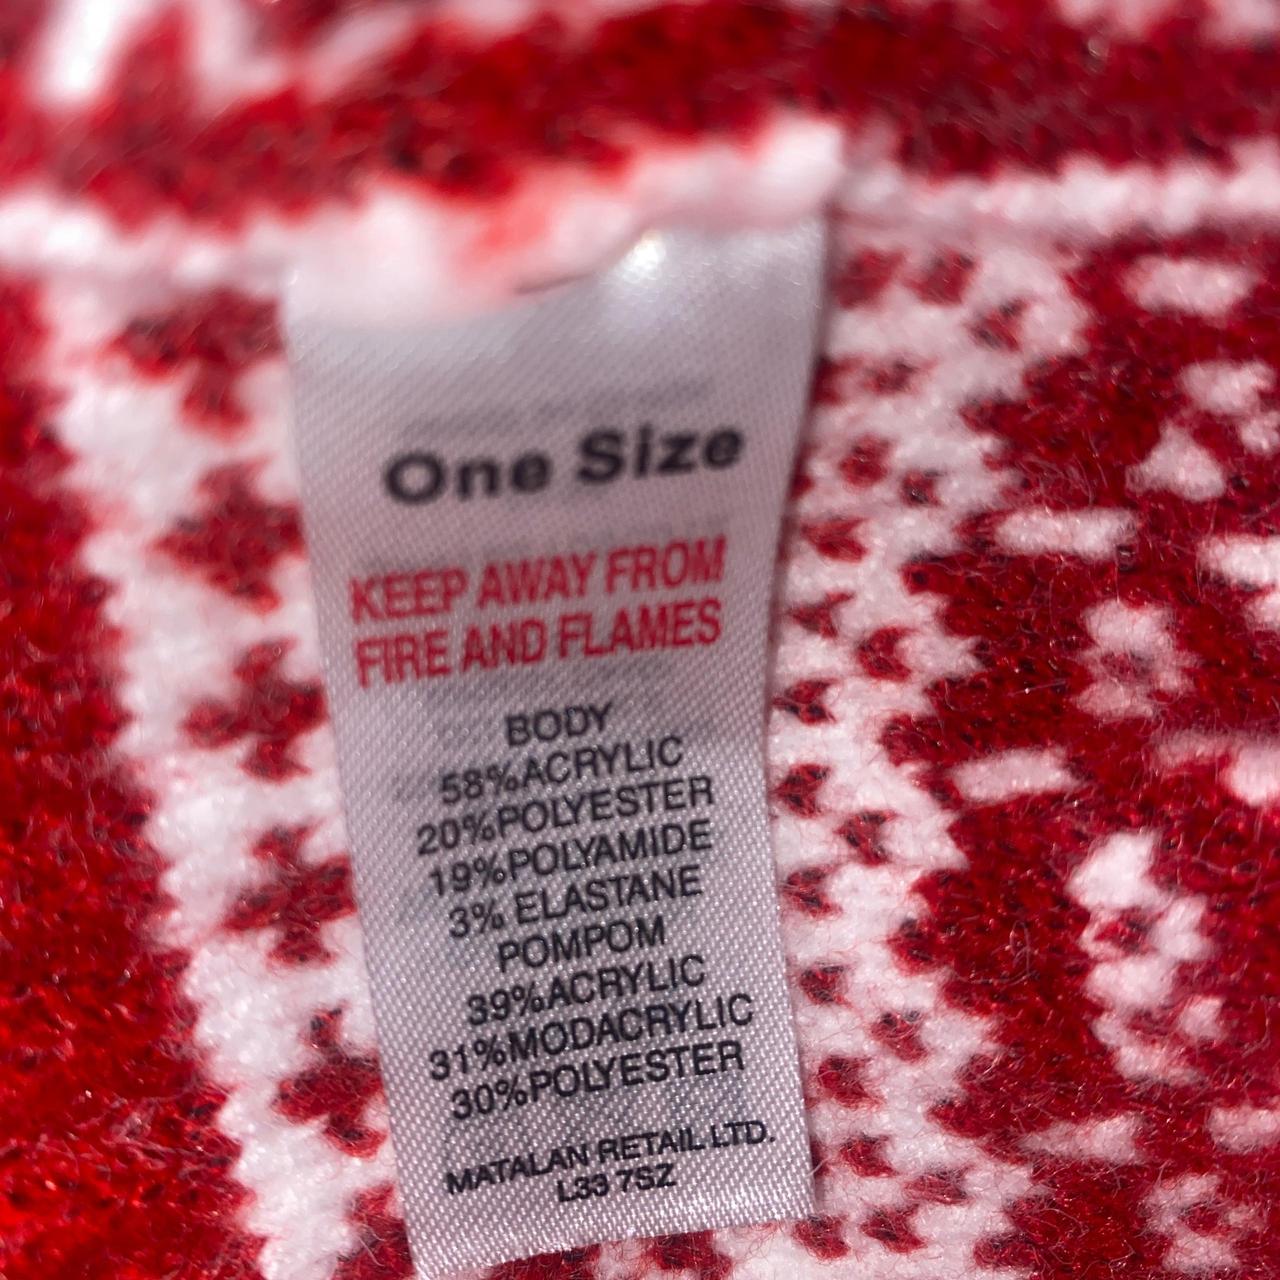 One Size
KEEP AWAY FROM
FIRE AND FLAMES
BODY
58%ACRYLIC
20%POLYESTER
19%POLYAMIDE
3% ELASTANE
POMPOM
39%ACRYLIC
31%MODACRYLIC
30%POLYESTER
MATALAN RETAIL LTD.
L33 7SZ